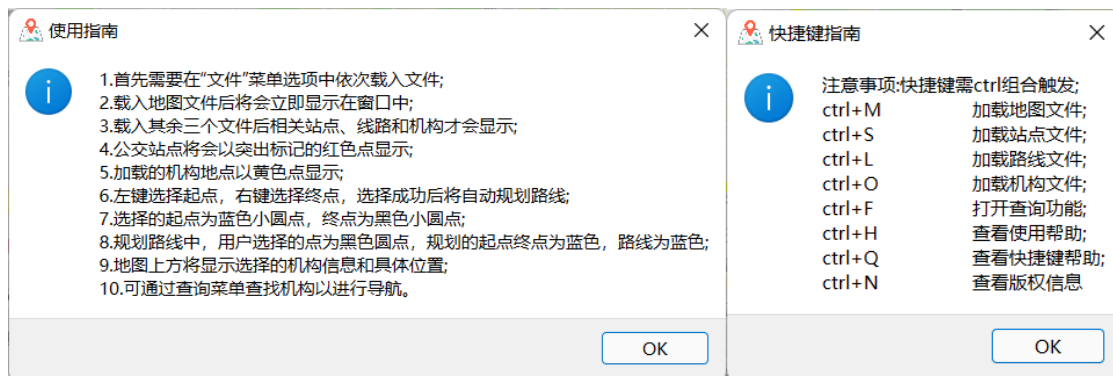 使用指南
1.首先需要在“文件”菜单选项中依次载入文件;
2.载入地图文件后将会立即显示在窗口中;
3.载入其余三个文件后相关站点、线路和机构才会显示;
4.公交站点将会以突出标记的红色点显示;
5.加载的机构地点以黄色点显示;
6.左键选择起点，右键选择终点，选择成功后将自动规划路线;
7.选择的起点为蓝色小圆点，终点为黑色小圆点;
8.规划路线中，用户选择的点为黑色圆点，规划的起点终点为蓝色，路线为蓝色;
9.地图上方将显示选择的机构信息和具体位置;
10.可通过查询菜单查找机构以进行导航。
OK
快捷键指南
注意事项:快捷键需ctrl组合触发;
ctrl+M 加载地图文件;
ctrl+S 加载站点文件;
ctrl+L 加载路线文件;
ctrl+O 加载机构文件;
ctrl+F 打开查询功能;
ctrl+H 查看使用帮助;
ctrl+Q 查看快捷键帮助;
ctrl+N 查看版权信息
OK